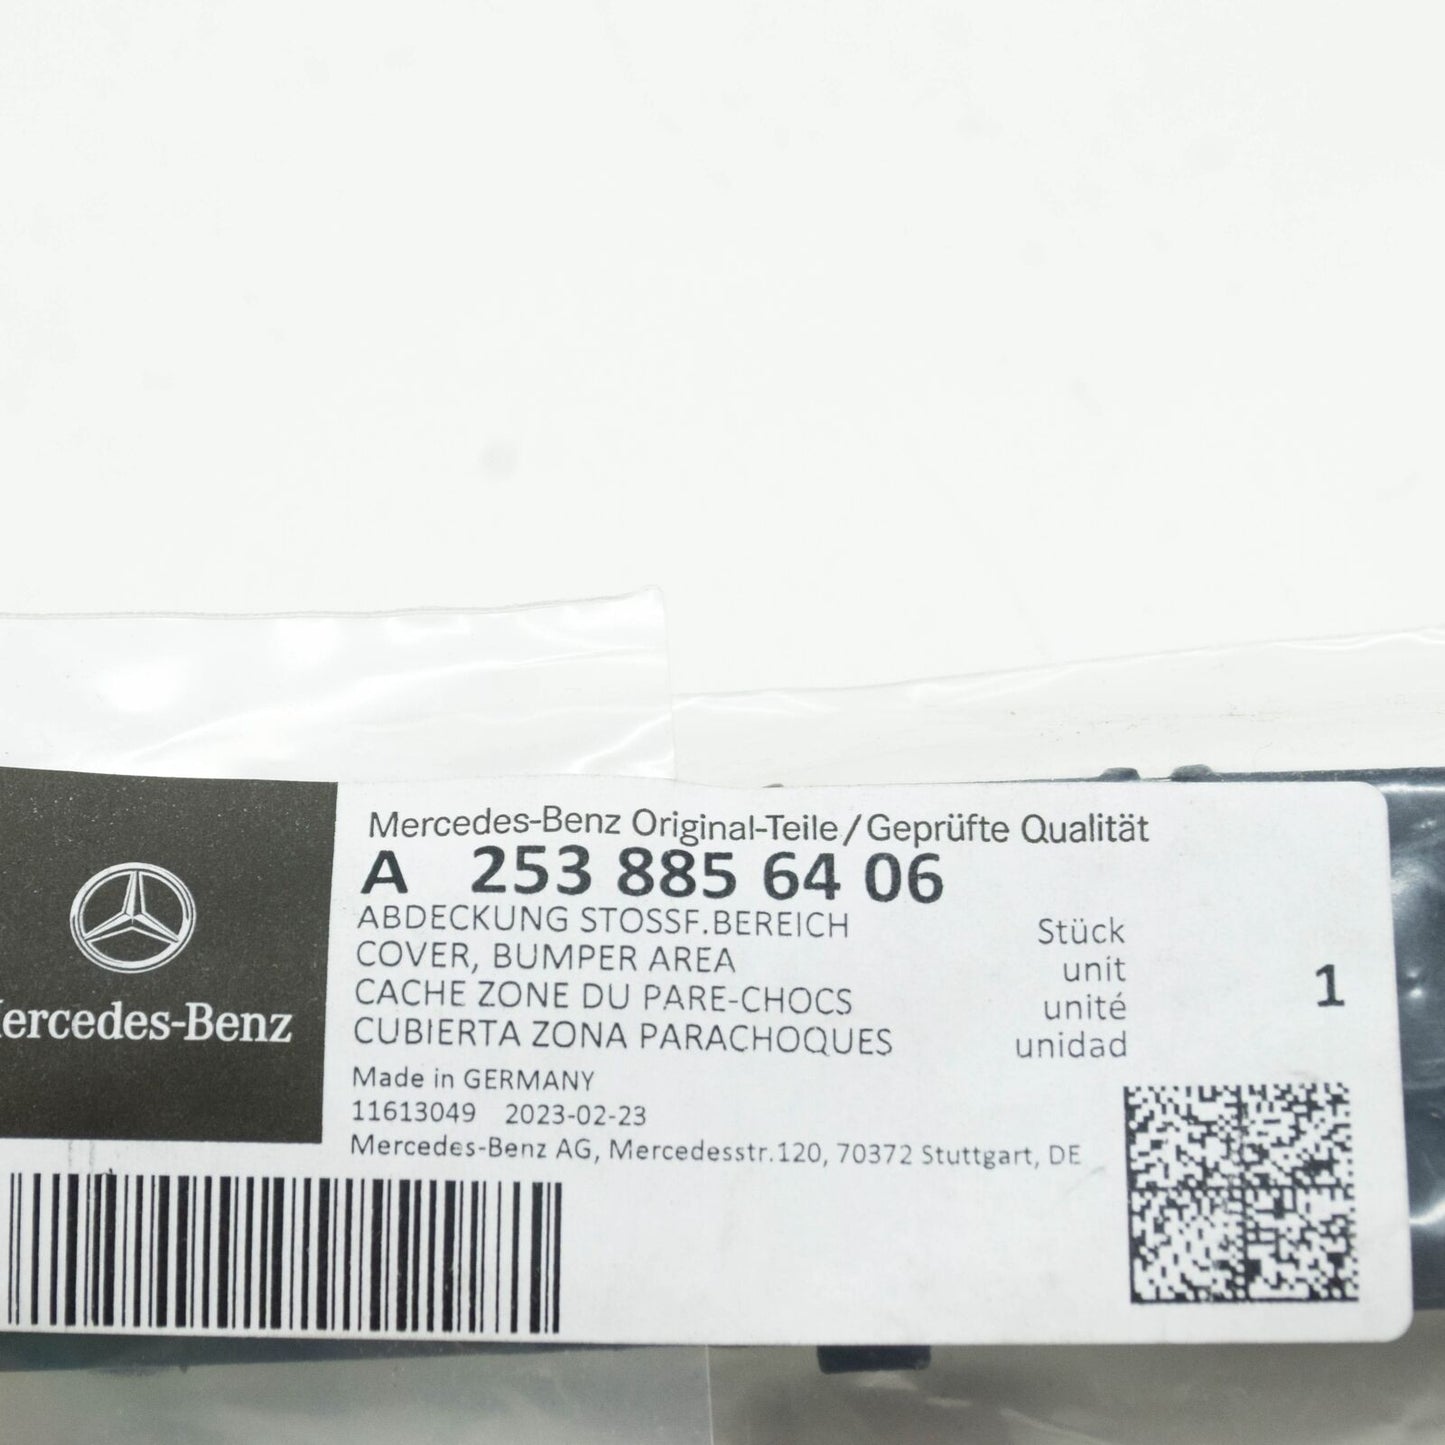 Mercedes-Benz Original-Teile/Geprüfte Qualität
A 253 885 64 06
ABDECKUNG STOSSF.BEREICH
COVER, BUMPER AREA
CACHE ZONE DU PARE-CHOCS
CUBIERTA ZONA PARACHOQUES
Stück
unit
unité
unidad
1
ercedes-Benz
Made in GERMANY
11613049 2023-02-23
Mercedes-Benz AG, Mercedesstr.120, 70372 Stuttgart, DE